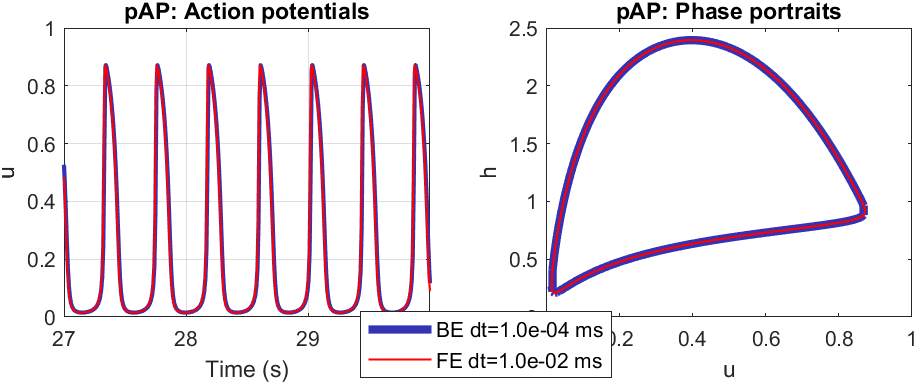 pAP: Action potentials
pAP: Phase portraits
1
0.8
0.6
0.4
0.2
0
u
27
28
29
Time (s)
2.5
2
1.5
1
0.5
h
0.2
0.4
0.6
0.8
1
u
BE dt=1.0e-04 ms
FE dt=1.0e-02 ms